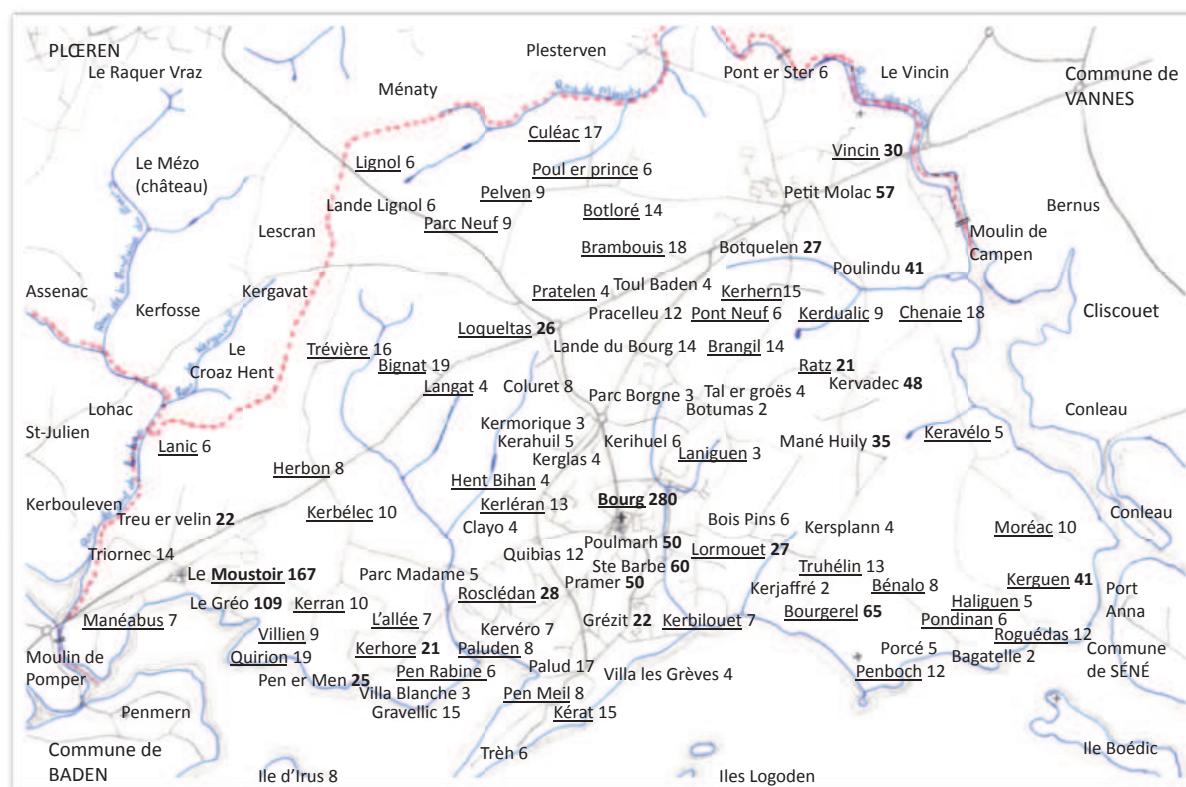 PLŒREN
Le Raquer Vraz
Plesterven
Ménaty
Pont er Ster 6
Le Vincin
Commune de
VANNES
Culéac 17
Vincin 30
Le Mézo
(château)
Lignol 6
Poul er prince 6
Pelven 9
Petit Molac 57
Lande Lignol 6
Parc Neuf 9
Botloré 14
Bernus
Lescran
Moulin de
Campen
Brambouis 18
Botquelen 27
Poulindu 41
Assenac
Kergavat
Kerfosse
Pratelen 4
Toul Baden 4
Kerhern15
Pracelleu 12
Pont Neuf 6
Kerdualic 9
Chenaie 18
Cliscouet
Loqueltas 26
Le
Croaz Hent
Trévière 16
Lande du Bourg 14
Brangil 14
Bignat 19
Ratz 21
Langat 4
Coluret 8
Kervadec 48
Parc Borgne 3
Tal er groës 4
Botumas 2
Lohac
St-Julien
Kermorique 3
Conleau
Lanic 6
Kerahuil 5
Kerihuel 6
Mané Huily 35
Keravélo 5
Kerglas 4
Laniguen 3
Herbon 8
Hent Bihan 4
Kerbouleven
Bourg 280
Kerléran 13
Treu er velin 22
Kerbélec 10
Clayo 4
Bois Pins 6
Kersplann 4
Moréac 10
Conleau
Poulmarh 50
Triornec 14
Quibias 12
Lormouet 27
Ste Barbe 60
Truhélin 13
Le Moustoir 167
Parc Madame 5
Pramer 50
Kerjaffré 2
Bénalo 8
Kerguen 41
Port
Anna
Rosclédan 28
Le Gréo 109
Kerran 10
Haliguen 5
Manéabus 7
L'allée 7
Grézit 22
Kerbilouet 7
Bourgerel 65
Pondinan 6
Villien 9
Kervéro 7
Roguédas 12
Quirion 19
Kerhore 21
Paluden 8
Porcé 5
Bagatelle 2
Commune
de SÉNÉ
Moulin de
Pomper
Pen Rabine 6
Palud 17
Villa les Grèves 4
Penboch 12
Pen er Men 25
Villa Blanche 3
Pen Meil 8
Gravellic 15
Kérat 15
Penmern
Commune de
BADEN
Trèh 6
Ile Boédic
Ile d'Irus 8
Iles Logoden